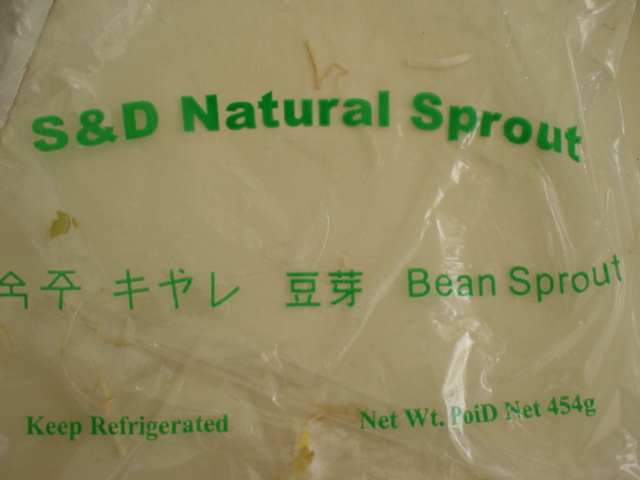 S&D Natural Sprout
숙주 キヤレ 豆芽 Bean Sprout
Keep Refrigerated
Net Wt. PoiD Net 454g